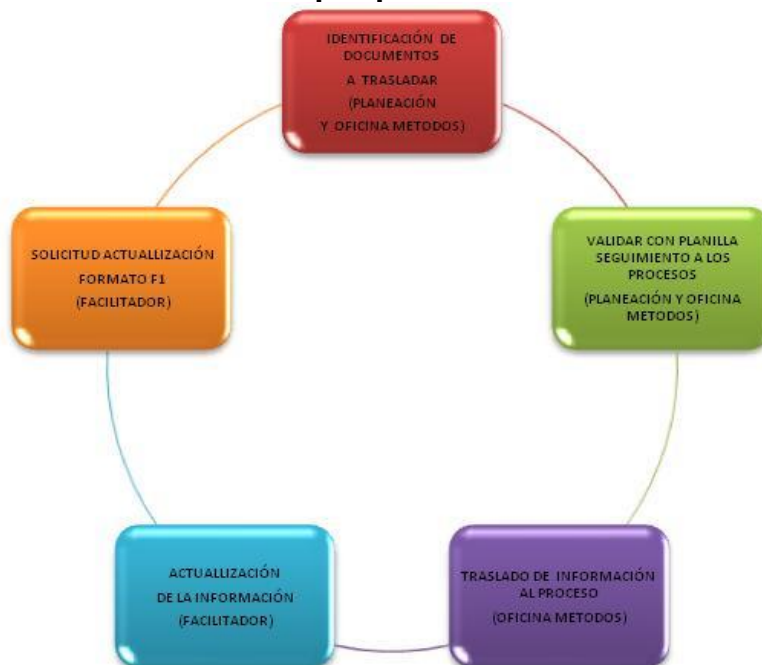 IDENTIFICACIÓN DE
DOCUMENTOS
A TRASLADAR
(PLANEACIÓN
Y OFICINA METODOS)
VALIDAR CON PLANILLA
SEGUIMIENTO A LOS
PROCESOS
(PLANEACIÓN Y OFICINA
METODOS)
TRASLADO DE INFORMACIÓN
AL PROCESO
(OFICINA METODOS)
ACTUALLIZACIÓN
DE LA INFORMACIÓN
(FACILITADOR)
SOLICITUD ACTUALLIZACIÓN
FORMATO F1
(FACILITADOR)